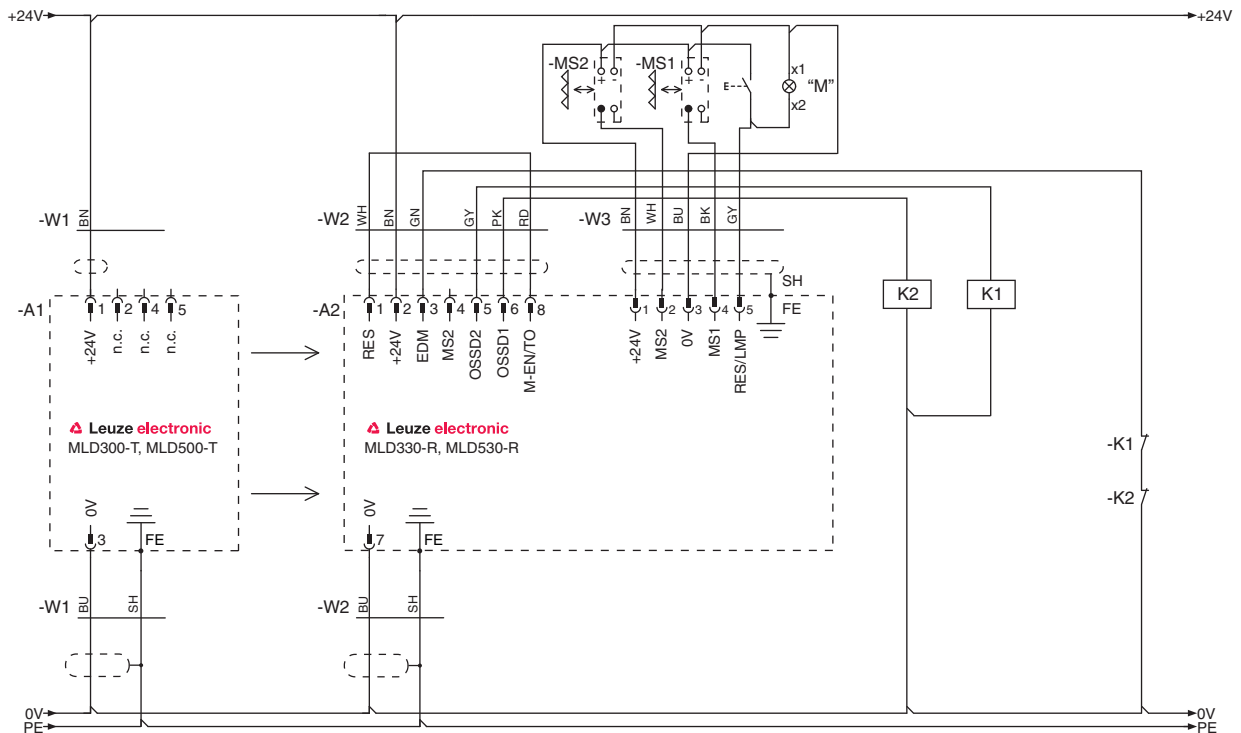 +24V +24V
-MS2 + - -MS1 + - E x1 "M"
x2
-W1 BN -W2 WH BN GN GY PK RD -W3 BN WH BU BK GY
SH
-A1 1 2 4 5 -A2 1 2 3 4 5 6 8 1 2 3 4 5 FE K2 K1
+24V n.c. n.c. n.c. RES +24V EDM MS2 OSSD2 OSSD1 M-EN/TO +24V MS2 0V MS1 RES/LMP
Leuze electronic Leuze electronic
MLD300-T, MLD500-T MLD330-R, MLD530-R
-K1
-K2
0V 0V
3 FE 7 FE
-W1 BU SH -W2 BU SH
0V 0V
PE PE